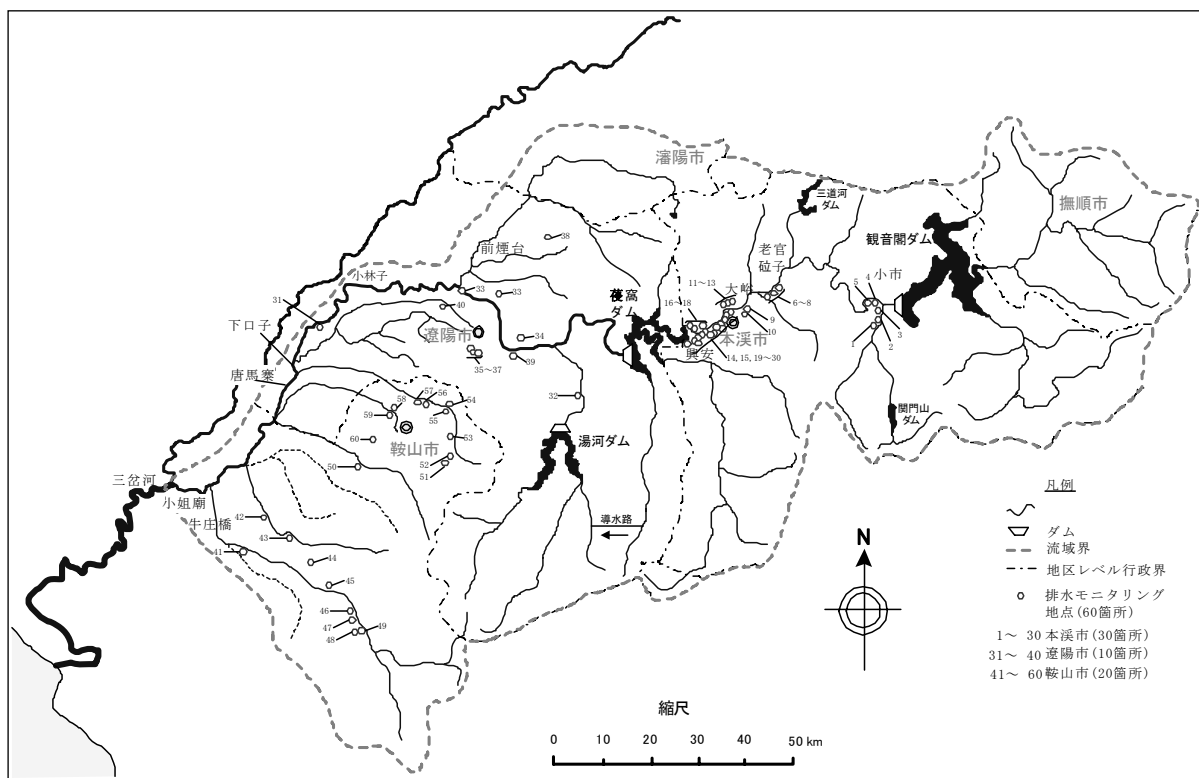 瀋陽市
撫順市
三道河
ダム
観音閣ダム
老官
砬子
小市
4
5
1
2
3
前煙台
38
小林子
31
33
33
40
遼陽市
34
39
35～37
葠窩
ダム
11～13
大峪
16～18
6～8
9
10
本渓市
興安
14, 15, 19～30
関門山
ダム
下口子
唐馬寨
32
湯河ダム
57
56
54
58
55
59
60
鞍山市
53
52
51
50
三岔河
小姐廟
牛庄橋
導水路
42
43
41
44
45
46
47
48
49
凡例
ダム
流域界
地区レベル行政界
排水モニタリング
地点(60箇所)
1～ 30 本渓市(30箇所)
31～ 40 遼陽市(10箇所)
41～ 60 鞍山市(20箇所)
N
縮尺
0 10 20 30 40 50 km